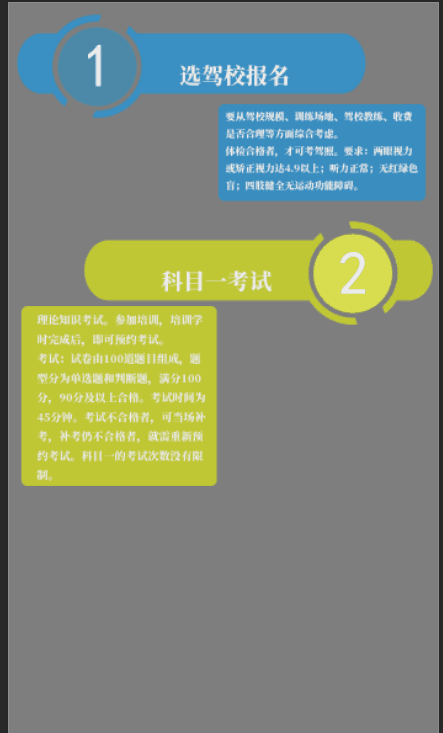 1
选驾校报名
要从驾校规模、训练场地、驾校教练、收费
是否合理等方面综合考虑。
体检合格者，才可考驾照。要求：两眼视力
或矫正视力达4.9以上；听力正常；无红绿色
盲；四肢健全无运动功能障碍。
科目一考试
2
理论知识考试。参加培训，培训学
时完成后，即可预约考试。
考试：试卷由100道题目组成，题
型分为单选题和判断题，满分100
分，90分及以上合格。考试时间为
45分钟。考试不合格者，可当场补
考，补考仍不合格者，就需重新预
约考试。科目一的考试次数没有限
制。